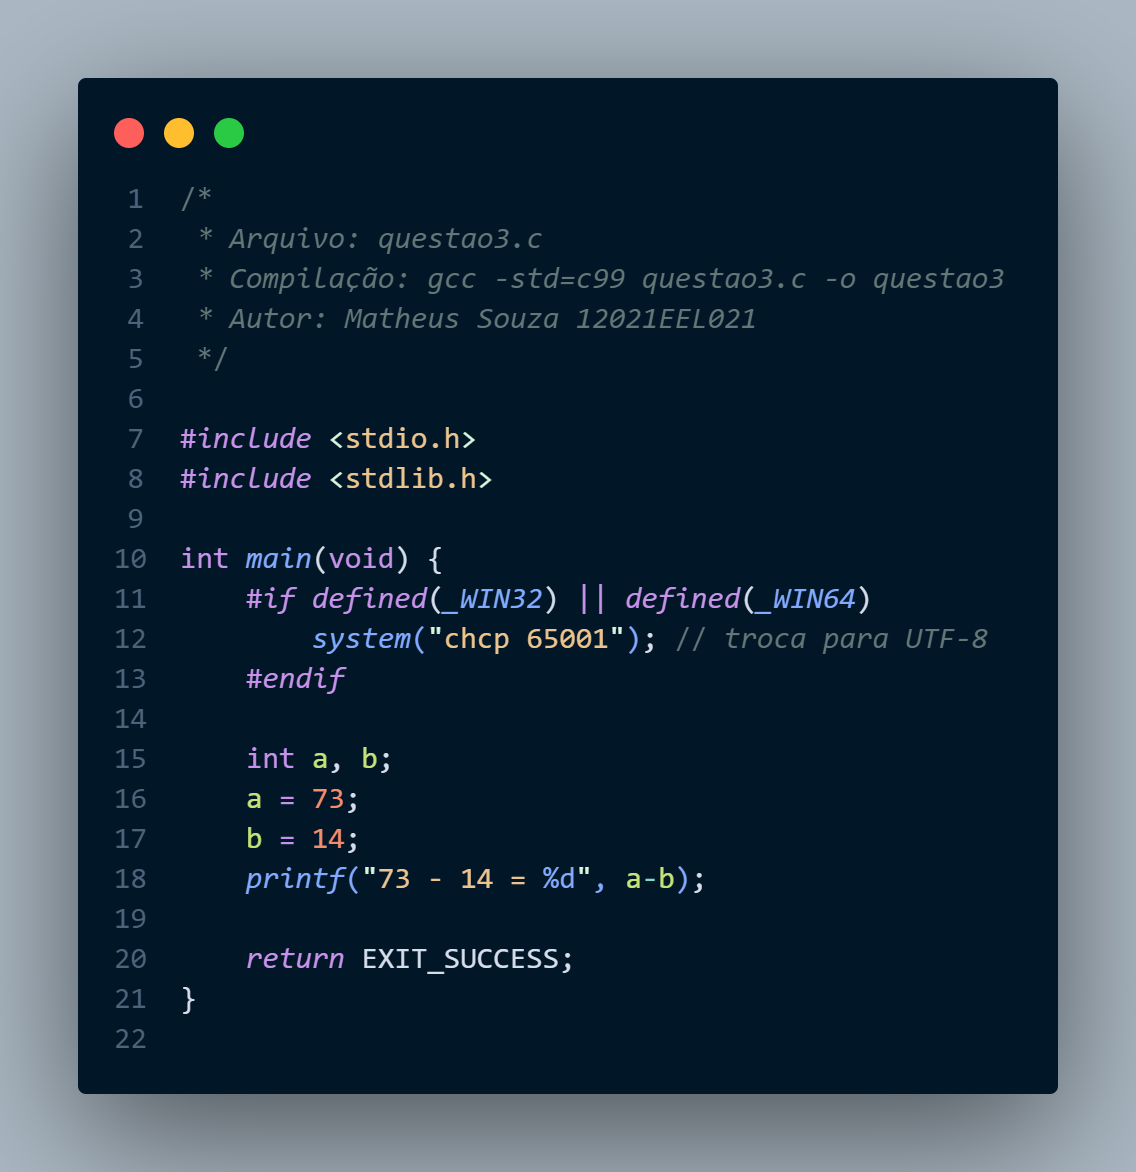 1 /*
2  * Arquivo: questao3.c
3  * Compilação: gcc -std=c99 questao3.c -o questao3
4  * Autor: Matheus Souza 12021EEL021
5  */
6
7 #include <stdio.h>
8 #include <stdlib.h>
9
10 int main(void) {
11     #if defined(_WIN32) || defined(_WIN64)
12         system("chcp 65001"); // troca para UTF-8
13     #endif
14
15     int a, b;
16     a = 73;
17     b = 14;
18     printf("73 - 14 = %d", a-b);
19
20     return EXIT_SUCCESS;
21 }
22